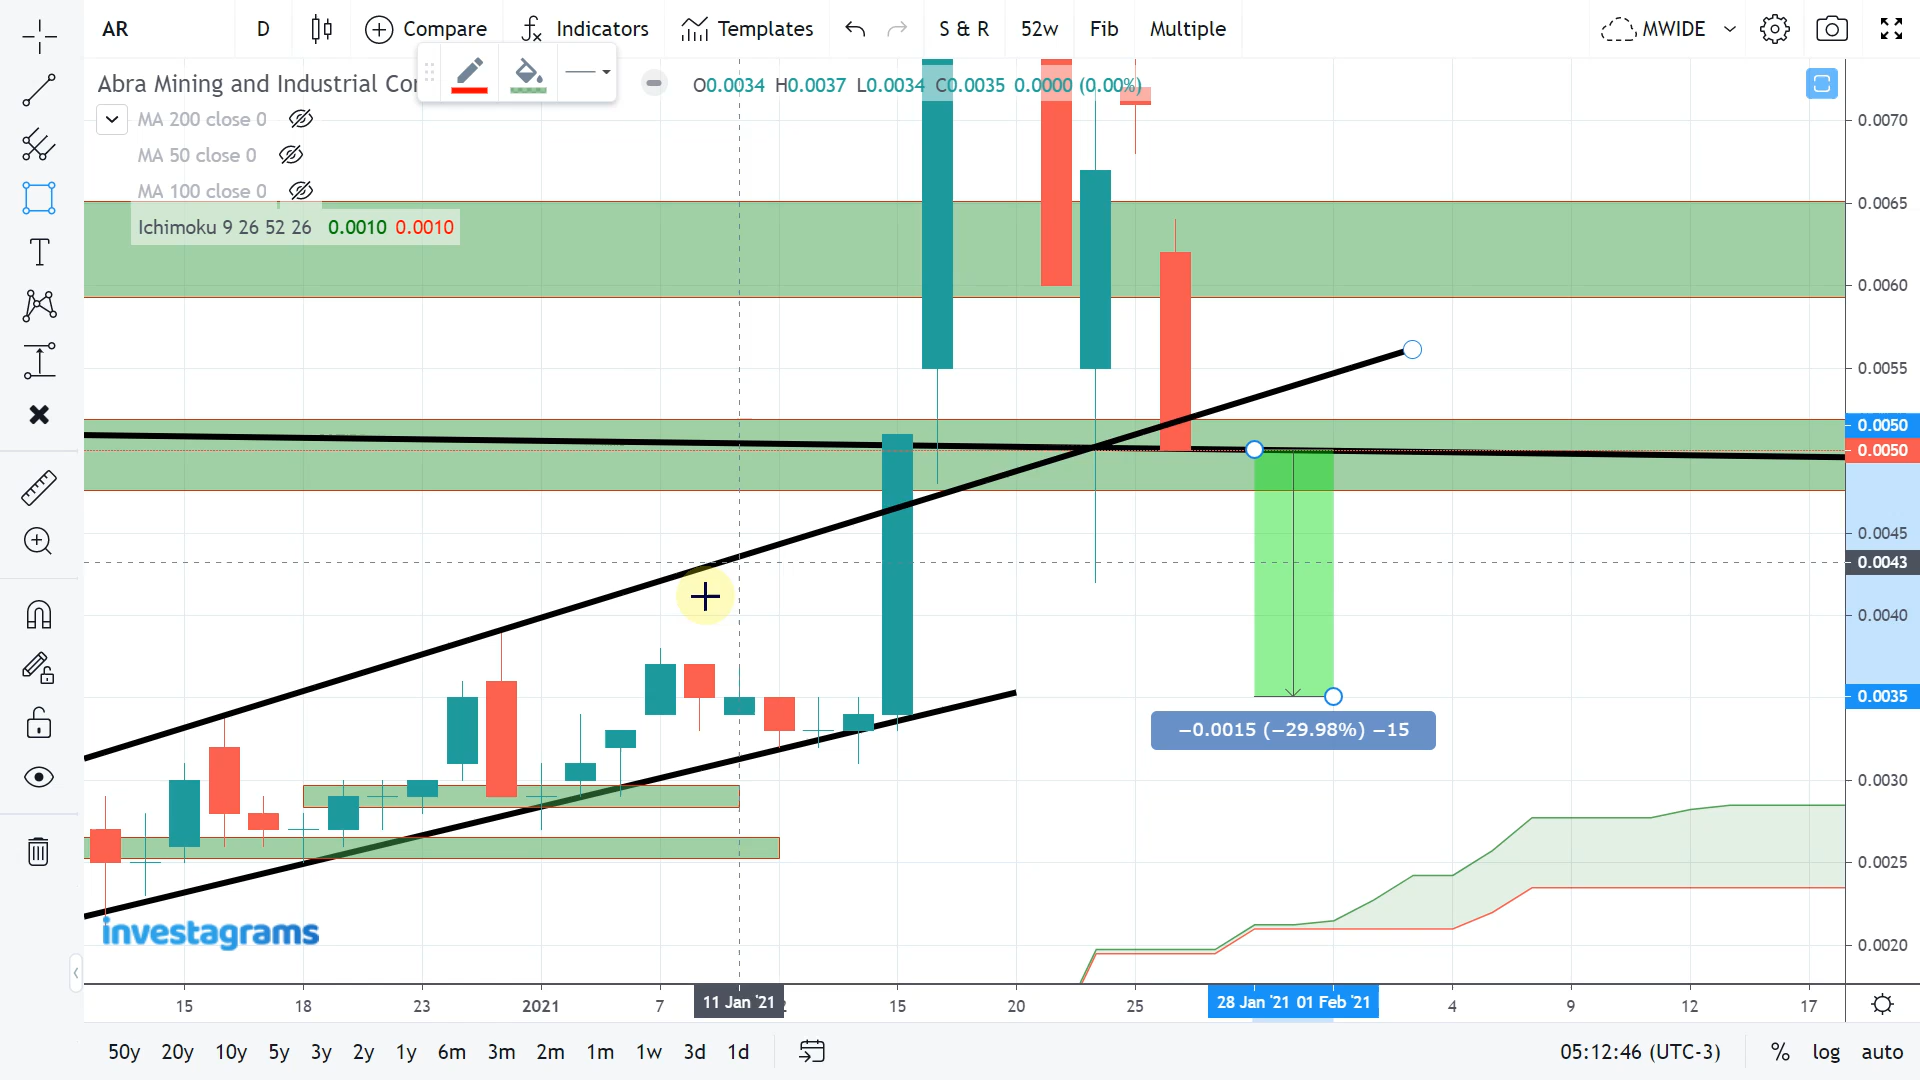 AR D Compare Indicators Templates S & R 52w Fib Multiple MWIDE
Abra Mining and Industrial Cor O0.0034 H0.0037 L0.0034 C0.0035 0.0000 (0.00%)
MA 200 close 0
MA 50 close 0
MA 100 close 0
Ichimoku 9 26 52 26 0.0010 0.0010
0.0070
0.0065
0.0060
0.0055
0.0050
0.0050
0.0045
0.0043
0.0040
0.0035
−0.0015 (−29.98%) −15
0.0030
0.0025
0.0020
investagrams
15 18 23 2021 7 11 Jan '21 15 20 25 28 Jan '21 01 Feb '21 4 9 12 17
50y 20y 10y 5y 3y 2y 1y 6m 3m 2m 1m 1w 3d 1d 05:12:46 (UTC-3) % log auto